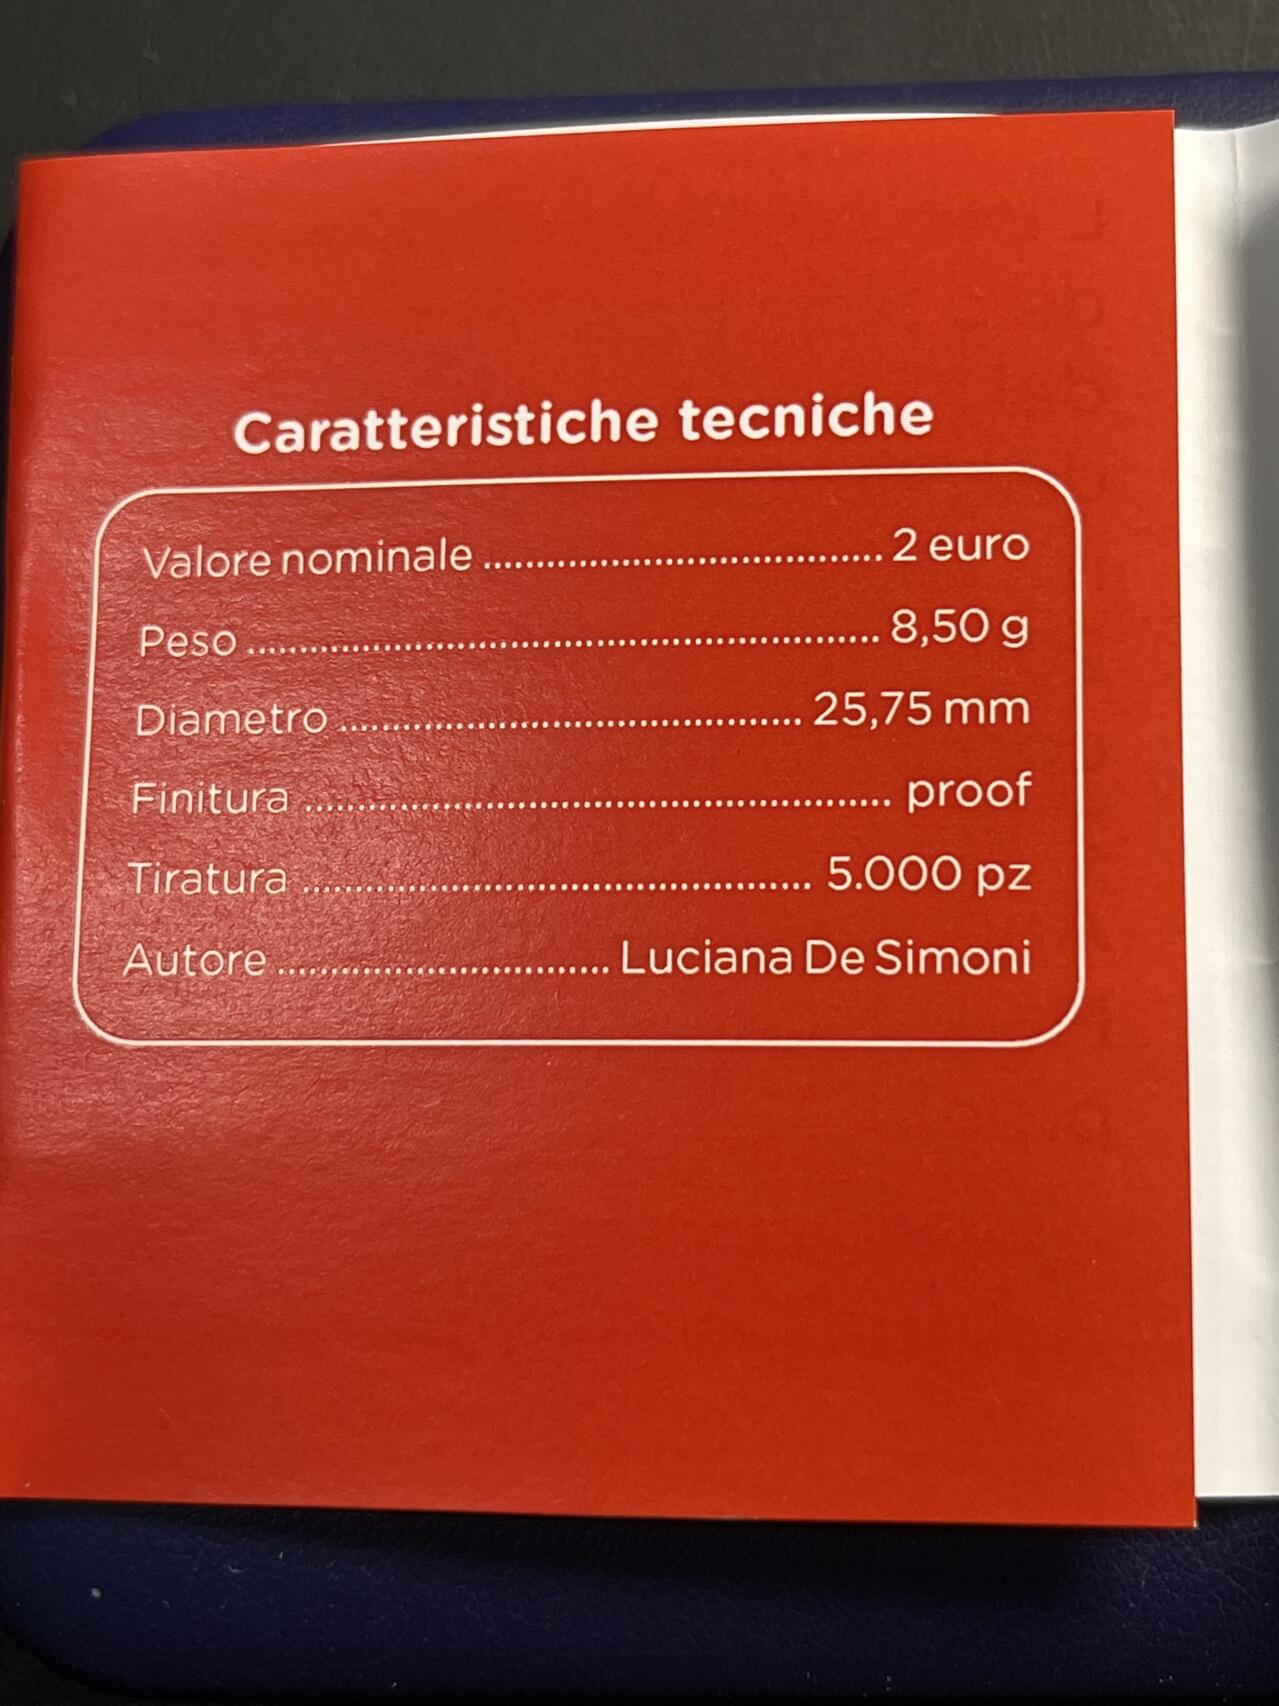 Caratteristiche tecniche
Valore nominale ........................................ 2 euro
Peso ................................................................ 8,50 g
Diametro .............................................. 25,75 mm
Finitura ........................................................... proof
Tiratura ................................................... 5.000 pz
Autore ................................. Luciana De Simoni